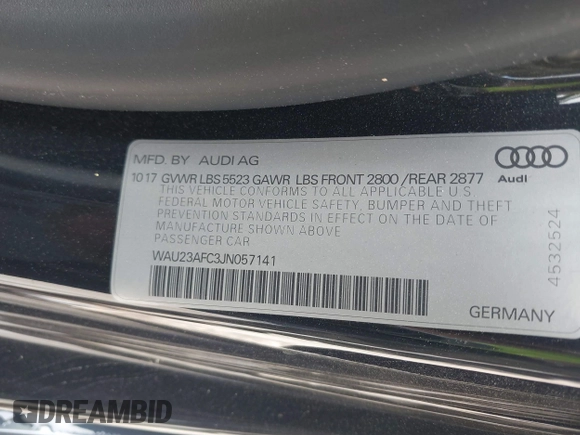 MFD. BY AUDI AG
10 17 GVWR LBS 5523 GAWR LBS FRONT 2800 /REAR 2877
THIS VEHICLE CONFORMS TO ALL APPLICABLE U S
FEDERAL MOTOR VEHICLE SAFETY, BUMPER AND THEFT
PREVENTION STANDARDS IN EFFECT ON THE DATE OF
MANUFACTURE SHOWN ABOVE
PASSENGER CAR
WAU23AFC3JN057141
Audi
4532524
GERMANY
DREAMBID